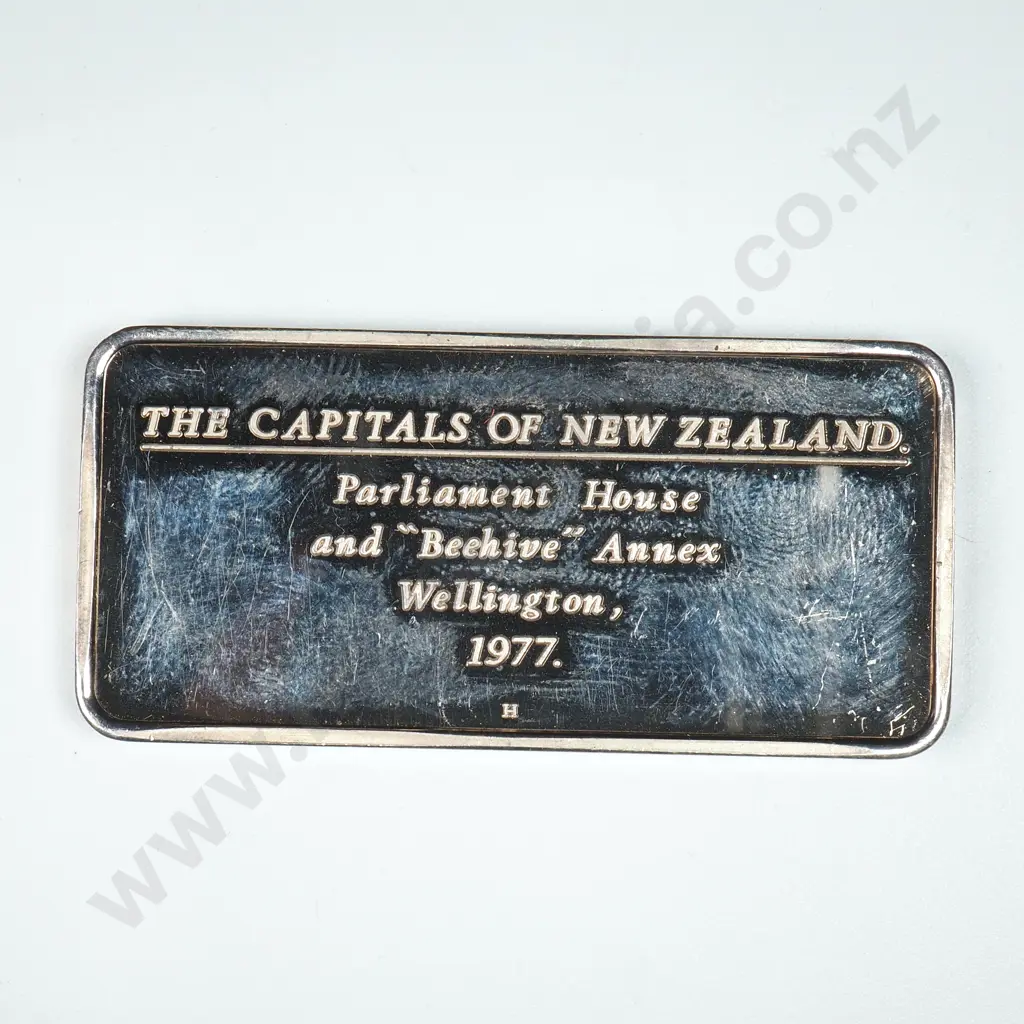 THE CAPITALS OF NEW ZEALAND.
Parliament House
and "Beehive" Annex
Wellington,
1977.
H